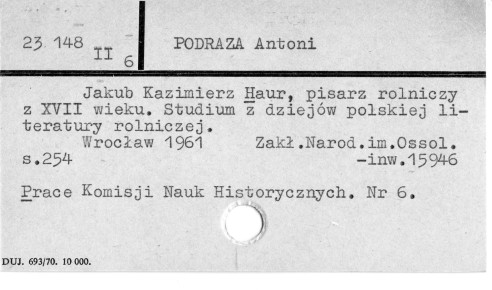 23 148 II 6 PODRAZA Antoni
Jakub Kazimierz Haur, pisarz rolniczy
z XVII wieku. Studium z dziejów polskiej li-
teratury rolniczej.
Wrocław 1961 Zakł.Narod.im.Ossol.
s.254 -inw.15946
Prace Komisji Nauk Historycznych. Nr 6.
DUJ. 693/70. 10 000.